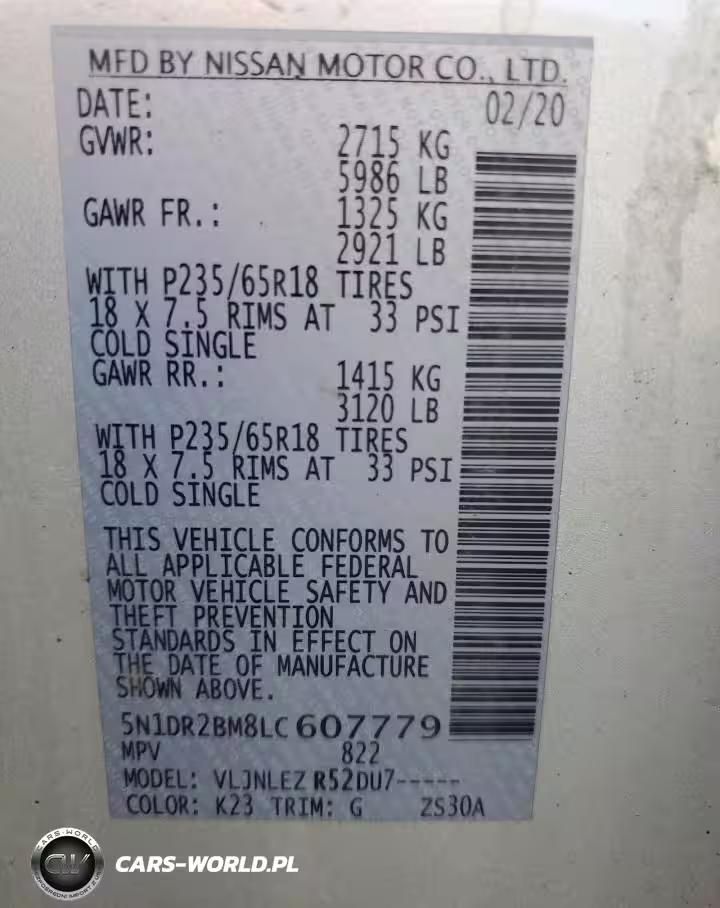 MFD BY NISSAN MOTOR CO., LTD.
DATE: 02/20
GVWR: 2715 KG
5986 LB
GAWR FR.: 1325 KG
2921 LB
WITH P235/65R18 TIRES
18 X 7.5 RIMS AT 33 PSI
COLD SINGLE
GAWR RR.: 1415 KG
3120 LB
WITH P235/65R18 TIRES
18 X 7.5 RIMS AT 33 PSI
COLD SINGLE
THIS VEHICLE CONFORMS TO
ALL APPLICABLE FEDERAL
MOTOR VEHICLE SAFETY AND
THEFT PREVENTION
STANDARDS IN EFFECT ON
THE DATE OF MANUFACTURE
SHOWN ABOVE.
5N1DR2BM8LC607779
MPV 822
MODEL: VLJNLEZ R52DU7-----
COLOR: K23 TRIM: G ZS30A
CARS-WORLD
CW
CARS-WORLD.PL